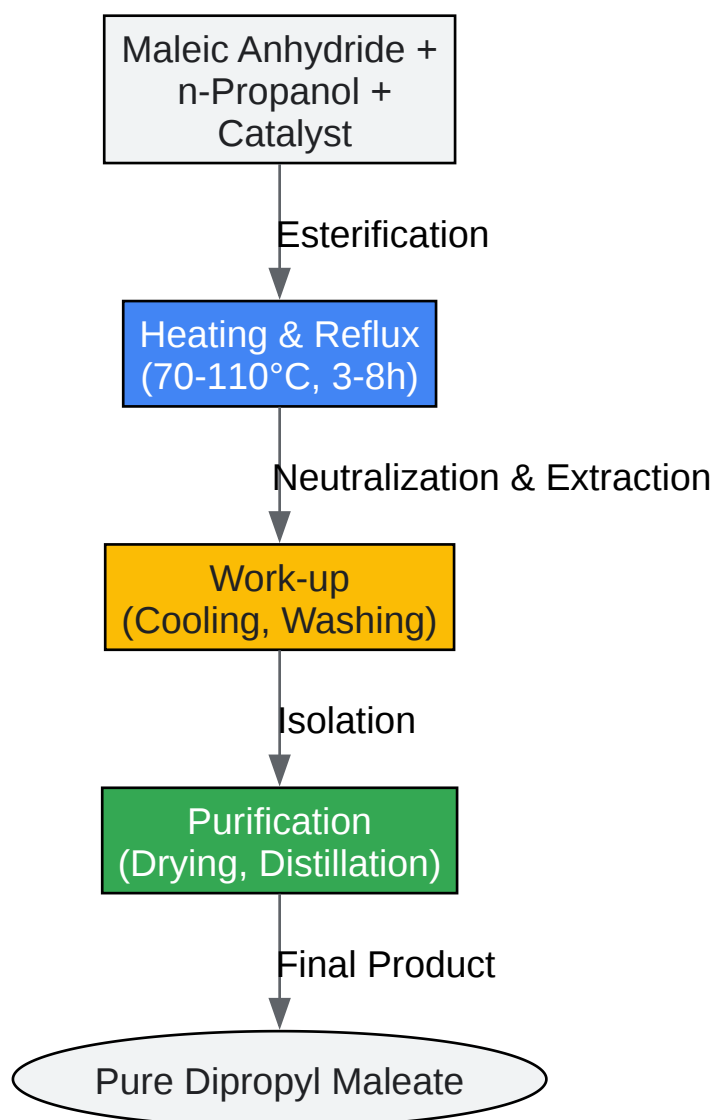 Maleic Anhydride +
n-Propanol +
Catalyst
Esterification
Heating & Reflux
(70-110°C, 3-8h)
Neutralization & Extraction
Work-up
(Cooling, Washing)
Isolation
Purification
(Drying, Distillation)
Final Product
Pure Dipropyl Maleate